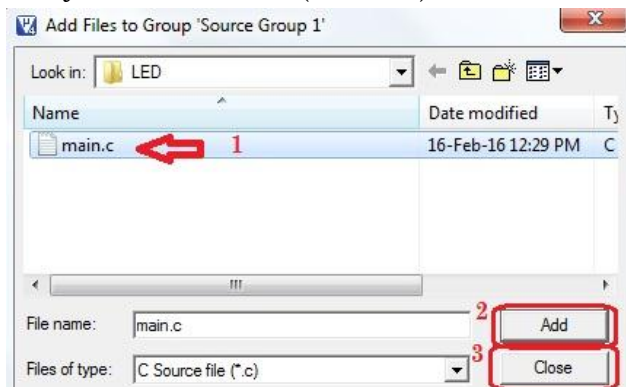 Add Files to Group 'Source Group 1'
Look in: LED
Name Date modified
main.c 1 16-Feb-16 12:29 PM C
File name: main.c 2 Add
Files of type: C Source file (*.c) 3 Close